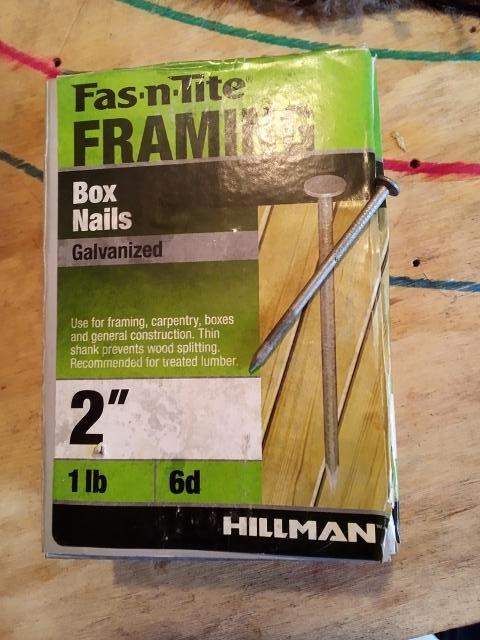 Fas·n·Tite®
FRAMING
Box
Nails
Galvanized
Use for framing, carpentry, boxes
and general construction. Thin
shank prevents wood splitting.
Recommended for treated lumber.
2"
1 lb
6d
HILLMAN